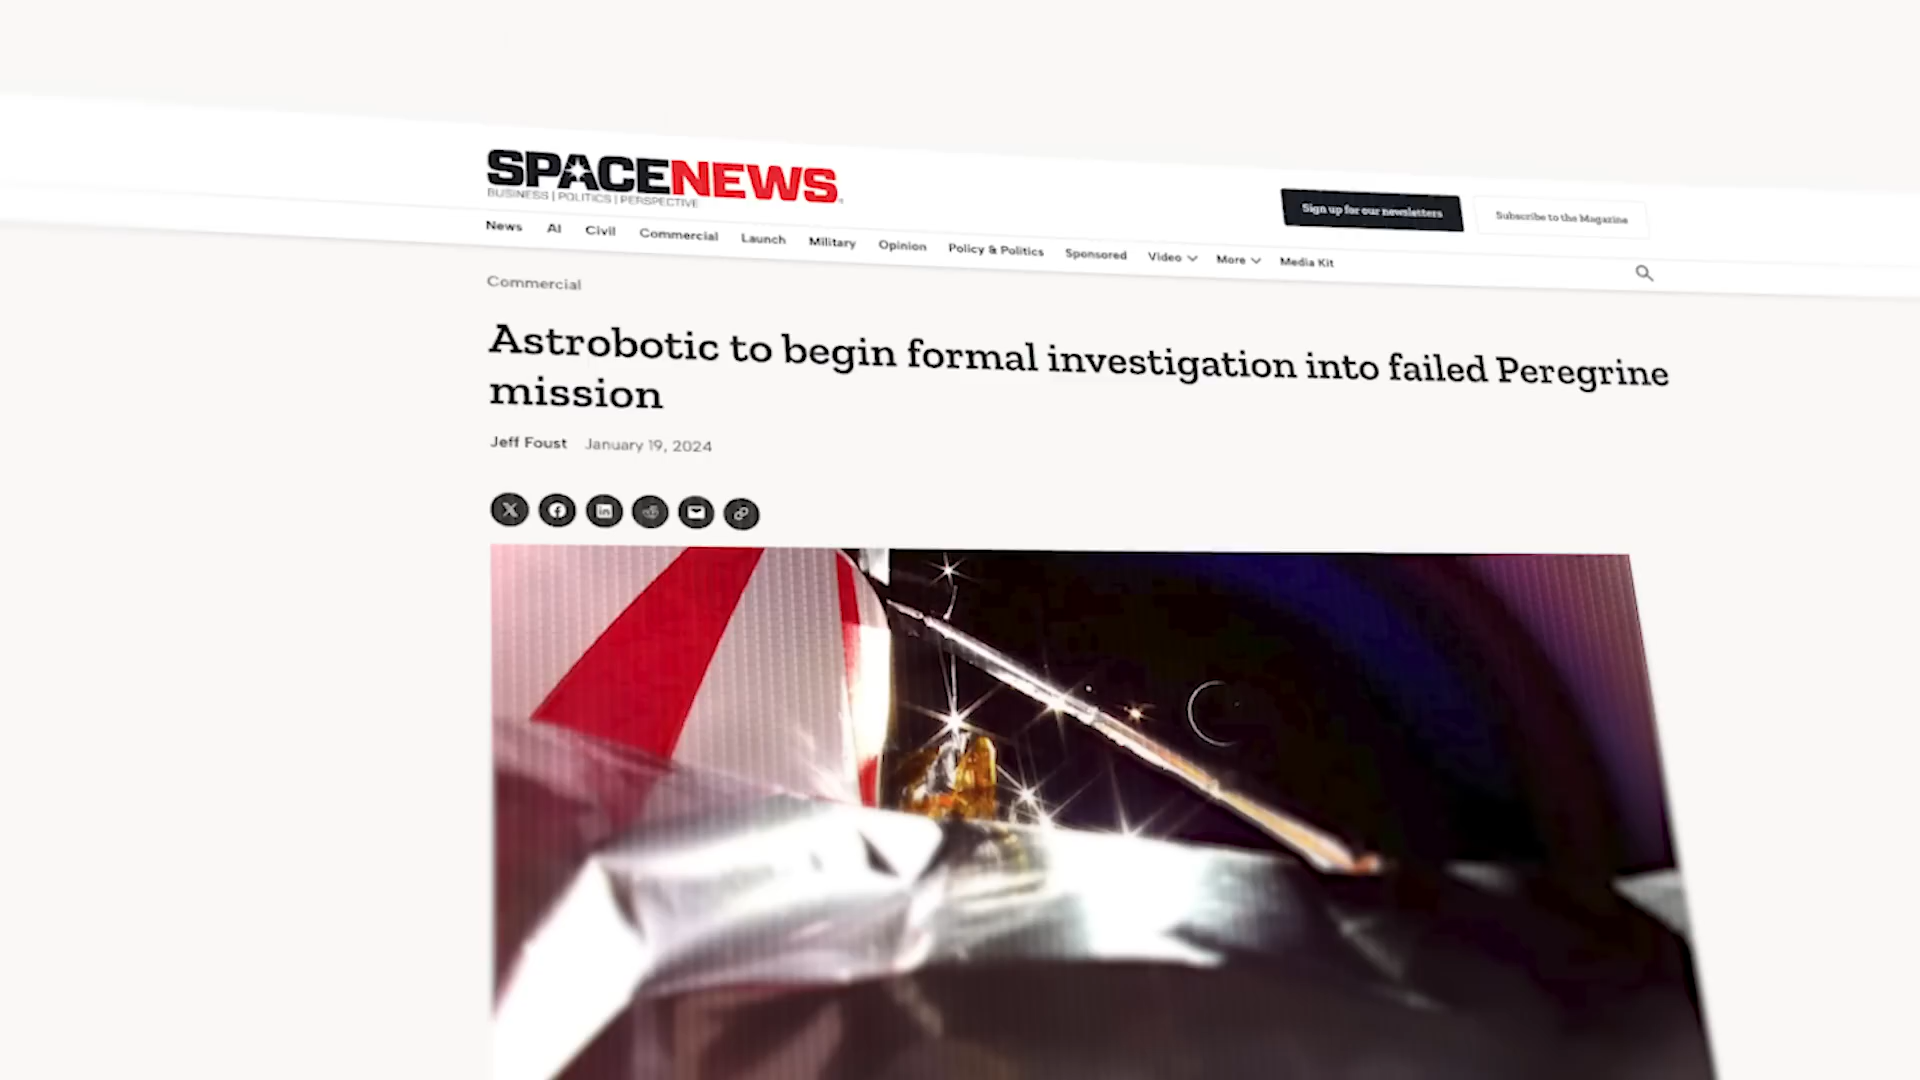 SPACENEWS
BUSINESS | POLITICS | PERSPECTIVE
Sign up for our newsletters
Subscribe to the Magazine
News AI Civil Commercial Launch Military Opinion Policy & Politics Sponsored Video More Media Kit
Commercial
Astrobotic to begin formal investigation into failed Peregrine
mission
Jeff Foust January 19, 2024